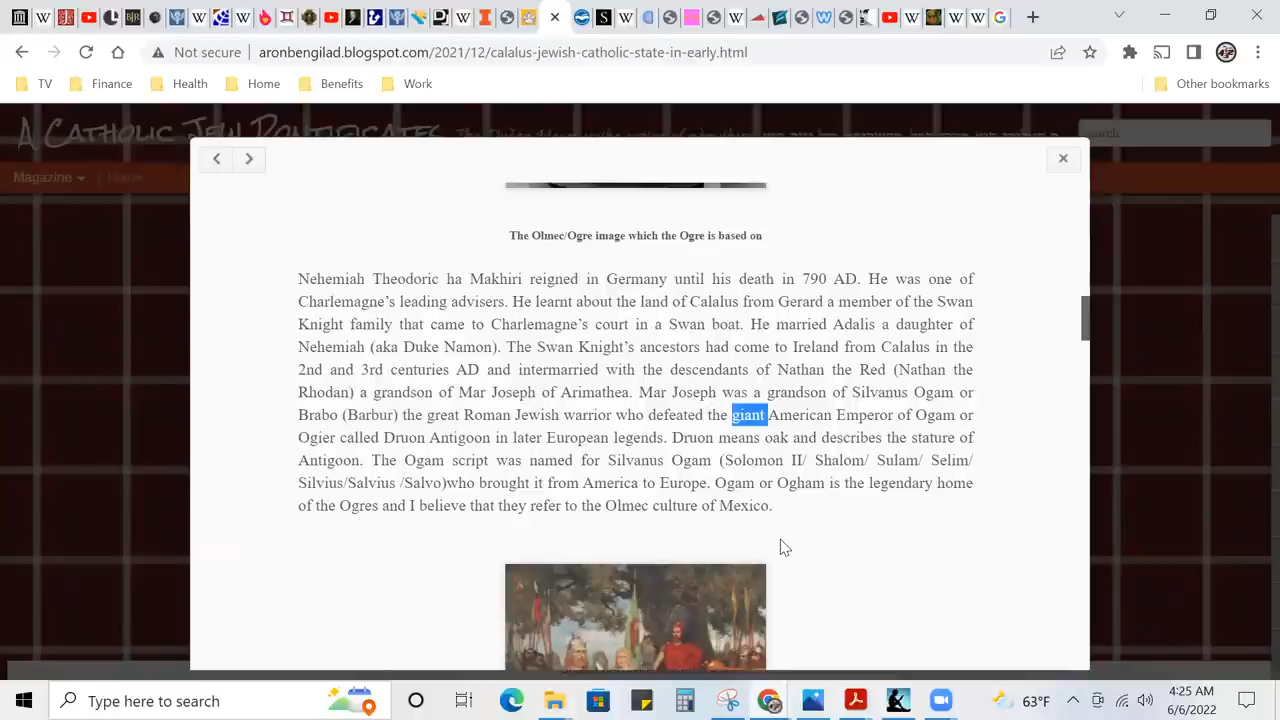 Not secure aronbengilad.blogspot.com/2021/12/calalus-jewish-catholic-state-in-early.html
TV Finance Health Home Benefits Work Other bookmarks
A Catholic Jew Pontificates search
Magazine Home
The Olmec/Ogre image which the Ogre is based on
Nehemiah Theodoric ha Makhiri reigned in Germany until his death in 790 AD. He was one of
Charlemagne’s leading advisers. He learnt about the land of Calalus from Gerard a member of the Swan
Knight family that came to Charlemagne’s court in a Swan boat. He married Adalis a daughter of
Nehemiah (aka Duke Namon). The Swan Knight’s ancestors had come to Ireland from Calalus in the
2nd and 3rd centuries AD and intermarried with the descendants of Nathan the Red (Nathan the
Rhodan) a grandson of Mar Joseph of Arimathea. Mar Joseph was a grandson of Silvanus Ogam or
Brabo (Barbur) the great Roman Jewish warrior who defeated the giant American Emperor of Ogam or
Ogier called Druon Antigoon in later European legends. Druon means oak and describes the stature of
Antigoon. The Ogam script was named for Silvanus Ogam (Solomon II/ Shalom/ Sulam/ Selim/
Silvius/Salvius /Salvo)who brought it from America to Europe. Ogam or Ogham is the legendary home
of the Ogres and I believe that they refer to the Olmec culture of Mexico.
Type here to search
63°F
4:25 AM
6/6/2022